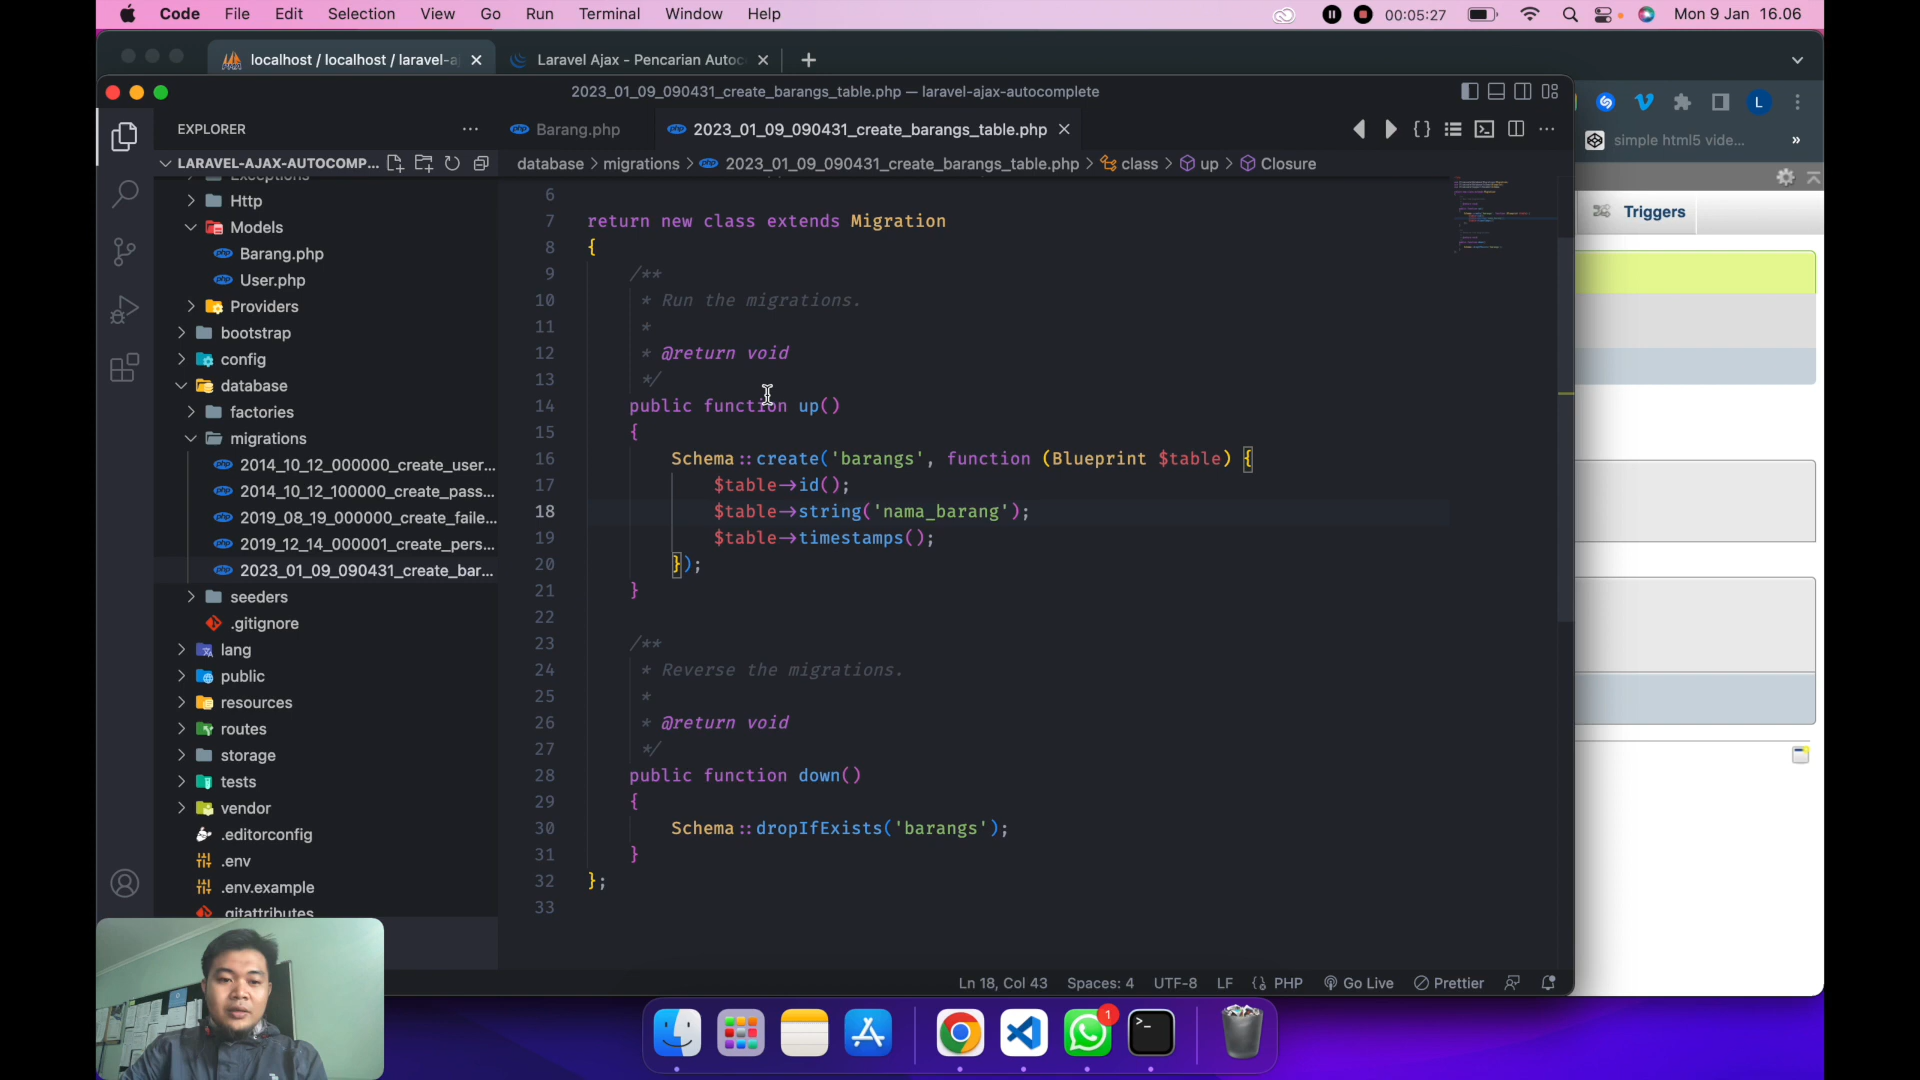 Code File Edit Selection View Go Run Terminal Window Help 00:05:27 Mon 9 Jan 16.06
localhost / localhost / laravel-a Laravel Ajax - Pencarian Autoc
2023_01_09_090431_create_barangs_table.php — laravel-ajax-autocomplete
L
EXPLORER Barang.php 2023_01_09_090431_create_barangs_table.php
simple html5 vide... »
LARAVEL-AJAX-AUTOCOMP... database > migrations > 2023_01_09_090431_create_barangs_table.php > class > up > Closure
Exceptions
Http
Models
Barang.php
User.php
Providers
bootstrap
config
database
factories
migrations
2014_10_12_000000_create_user...
2014_10_12_100000_create_pass...
2019_08_19_000000_create_faile...
2019_12_14_000001_create_pers...
2023_01_09_090431_create_bar...
seeders
.gitignore
lang
public
resources
routes
storage
tests
vendor
.editorconfig
.env
.env.example
.gitattributes
6
7 return new class extends Migration
8 {
9 /**
10 * Run the migrations.
11 *
12 * @return void
13 */
14 public function up()
15 {
16 Schema::create('barangs', function (Blueprint $table) {
17 $table->id();
18 $table->string('nama_barang');
19 $table->timestamps();
20 });
21 }
22
23 /**
24 * Reverse the migrations.
25 *
26 * @return void
27 */
28 public function down()
29 {
30 Schema::dropIfExists('barangs');
31 }
32 };
33
Triggers
Ln 18, Col 43 Spaces: 4 UTF-8 LF {} PHP Go Live Prettier
1